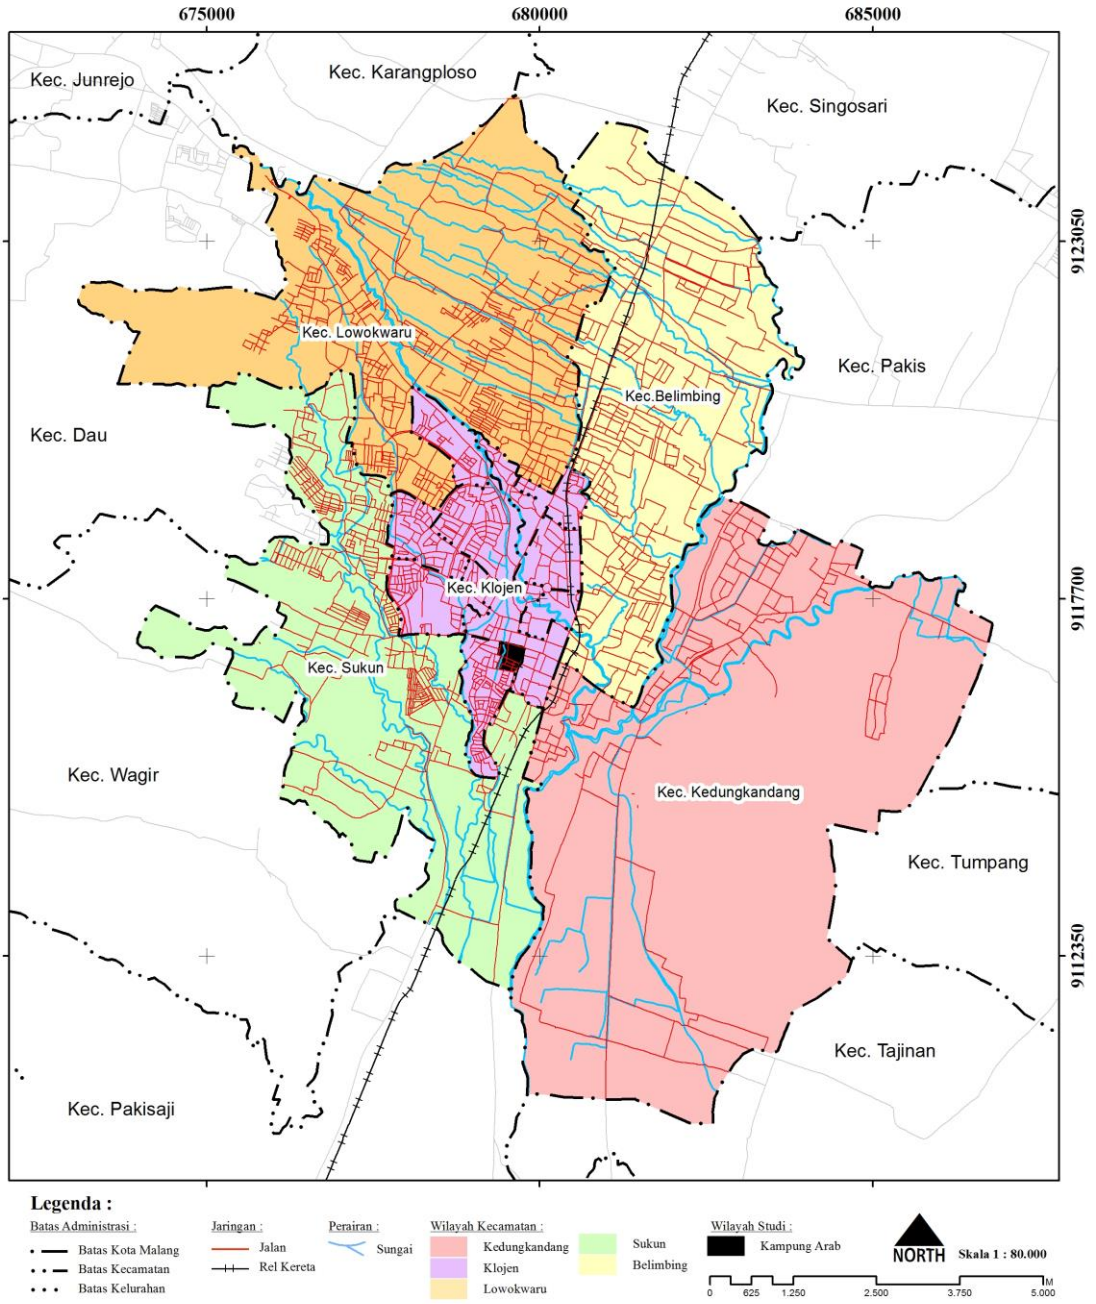 675000 680000 685000
Kec. Junrejo
Kec. Karangploso
Kec. Singosari
9123050
Kec. Lowokwaru
Kec. Pakis
Kec.Belimbing
Kec. Dau
Kec. Klojen
9117700
Kec. Sukun
Kec. Wagir
Kec. Kedungkandang
Kec. Tumpang
9112350
Kec. Tajinan
Kec. Pakisaji
Legenda :
Batas Administrasi :
Batas Kota Malang
Batas Kecamatan
Batas Kelurahan
Jaringan :
Jalan
Rel Kereta
Perairan :
Sungai
Wilayah Kecamatan :
Kedungkandang
Klojen
Lowokwaru
Sukun
Belimbing
Wilayah Studi :
Kampung Arab
NORTH
Skala 1 : 80.000
M
0 625 1.250 2.500 3.750 5.000